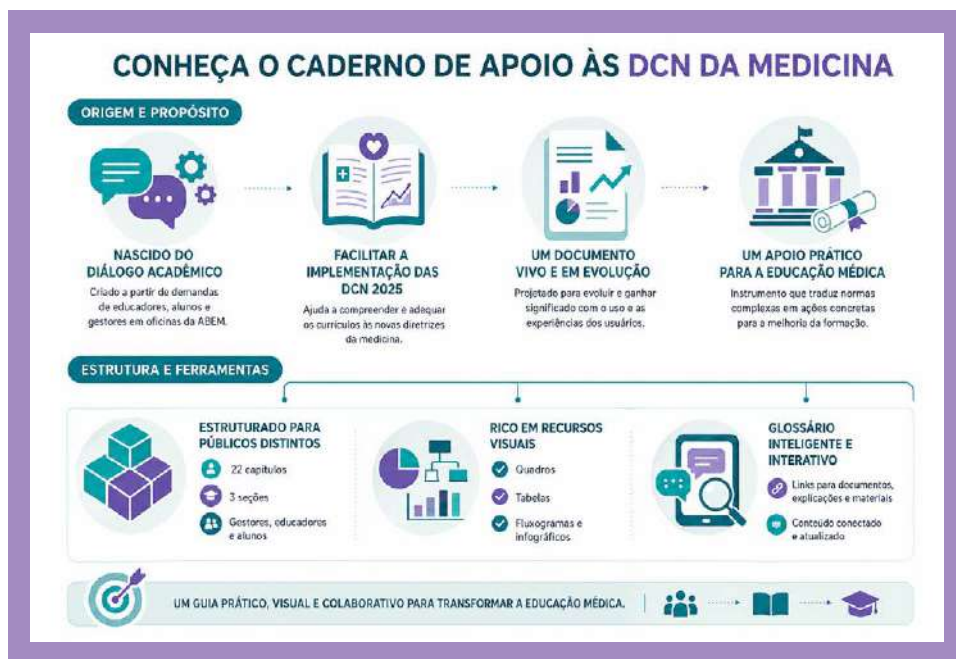 CONHEÇA O CADERNO DE APOIO ÀS DCN DA MEDICINA
ORIGEM E PROPÓSITO
NASCIDO DO
DIÁLOGO ACADÊMICO
Criado a partir de demandas
de educadores, alunos e
gestores em oficinas da ABEM.
FACILITAR A
IMPLEMENTAÇÃO DAS
DCN 2025
Ajuda a compreender e adequar
os currículos às novas diretrizes
da medicina.
UM DOCUMENTO
VIVO E EM EVOLUÇÃO
Projetado para evoluir e ganhar
significado com o uso e as
experiências dos usuários.
UM APOIO PRÁTICO
PARA A EDUCAÇÃO MÉDICA
Instrumento que traduz normas
complexas em ações concretas
para a melhoria da formação.
ESTRUTURA E FERRAMENTAS
ESTRUTURADO PARA
PÚBLICOS DISTINTOS
22 capítulos
3 seções
Gestores, educadores
e alunos
RICO EM RECURSOS
VISUAIS
Quadros
Tabelas
Fluxogramas e
infográficos
GLOSSÁRIO
INTELIGENTE E
INTERATIVO
Links para documentos,
explicações e materiais
Conteúdo conectado
e atualizado
UM GUIA PRÁTICO, VISUAL E COLABORATIVO PARA TRANSFORMAR A EDUCAÇÃO MÉDICA.